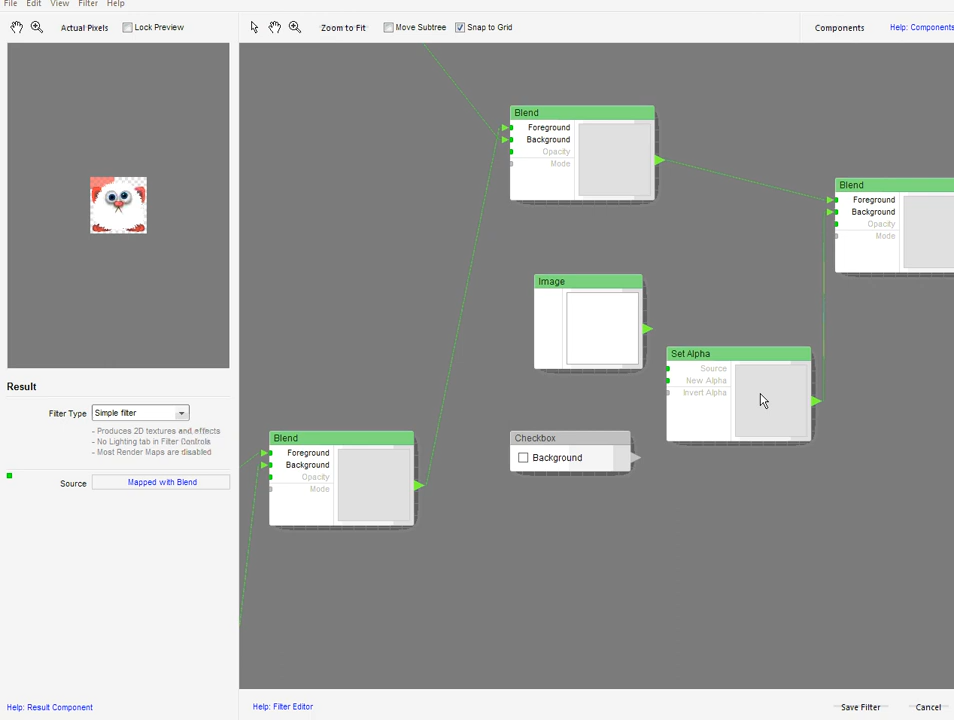 File Edit View Filter Help
Actual Pixels Lock Preview
Zoom to Fit Move Subtree Snap to Grid Components Help: Components
Blend
Foreground
Background
Opacity
Mode
Blend
Foreground
Background
Opacity
Mode
Image
Set Alpha
Source
New Alpha
Invert Alpha
Blend
Foreground
Background
Opacity
Mode
Checkbox
Background
Result
Filter Type Simple filter
- Produces 2D textures and effects
- No Lighting tab in Filter Controls
- Most Render Maps are disabled
Source Mapped with Blend
Help: Result Component Help: Filter Editor Save Filter Cancel